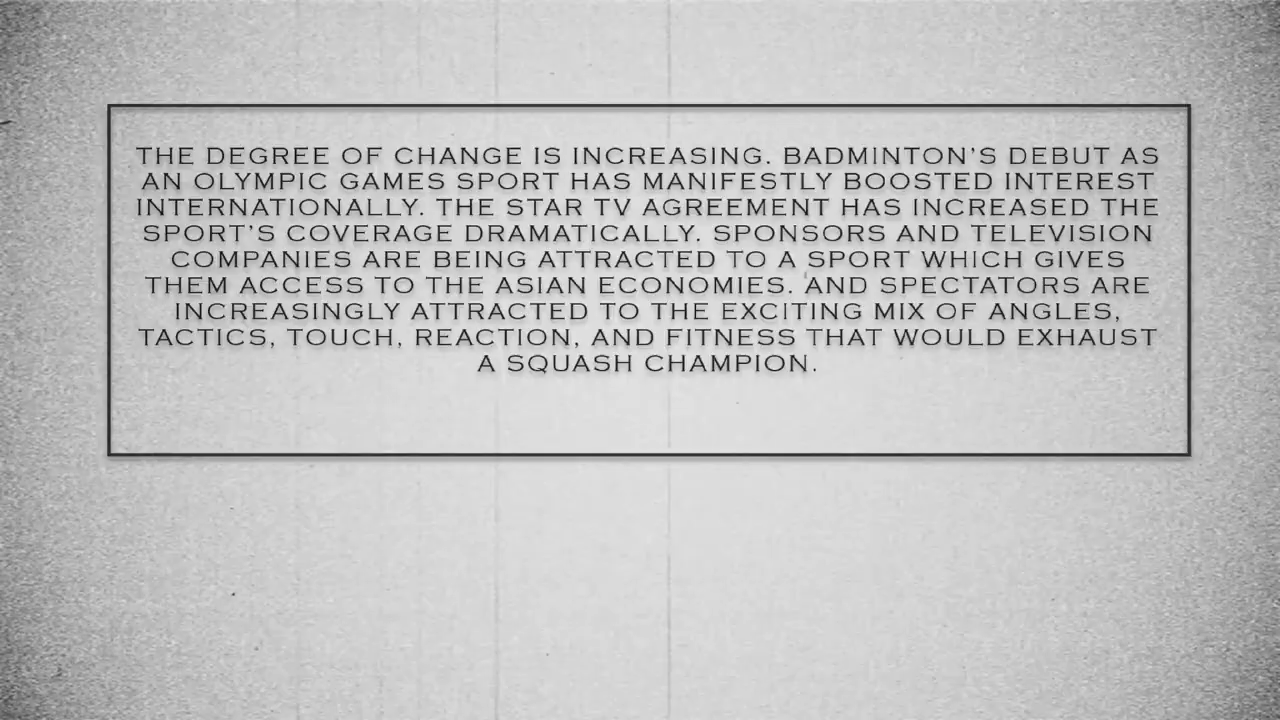 THE DEGREE OF CHANGE IS INCREASING. BADMINTON'S DEBUT AS
AN OLYMPIC GAMES SPORT HAS MANIFESTLY BOOSTED INTEREST
INTERNATIONALLY. THE STAR TV AGREEMENT HAS INCREASED THE
SPORT'S COVERAGE DRAMATICALLY. SPONSORS AND TELEVISION
COMPANIES ARE BEING ATTRACTED TO A SPORT WHICH GIVES
THEM ACCESS TO THE ASIAN ECONOMIES. AND SPECTATORS ARE
INCREASINGLY ATTRACTED TO THE EXCITING MIX OF ANGLES,
TACTICS, TOUCH, REACTION, AND FITNESS THAT WOULD EXHAUST
A SQUASH CHAMPION.